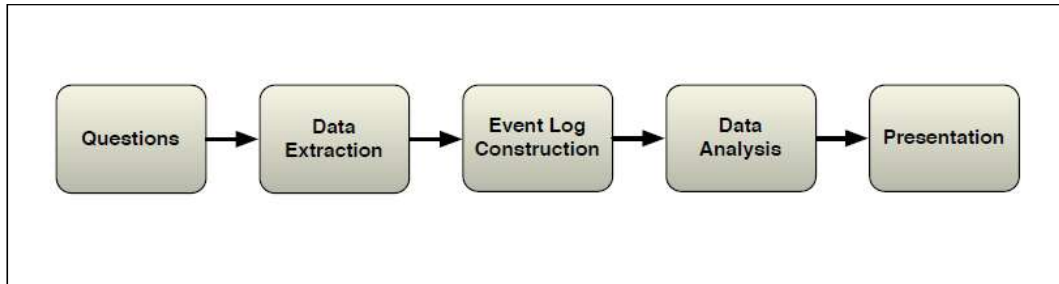 Questions
Data
Extraction
Event Log
Construction
Data
Analysis
Presentation